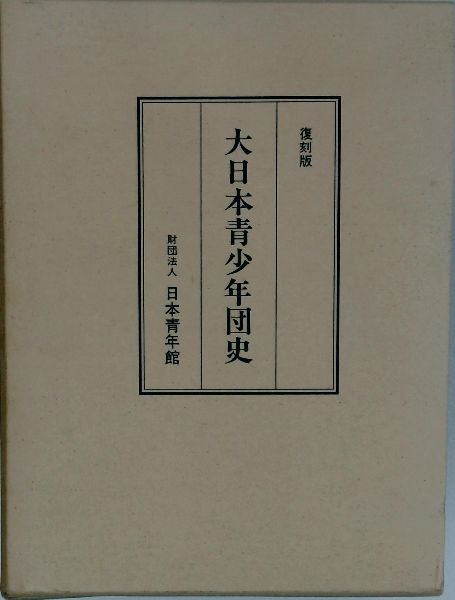 復刻版
大日本青少年団史
財団法人 日本青年館